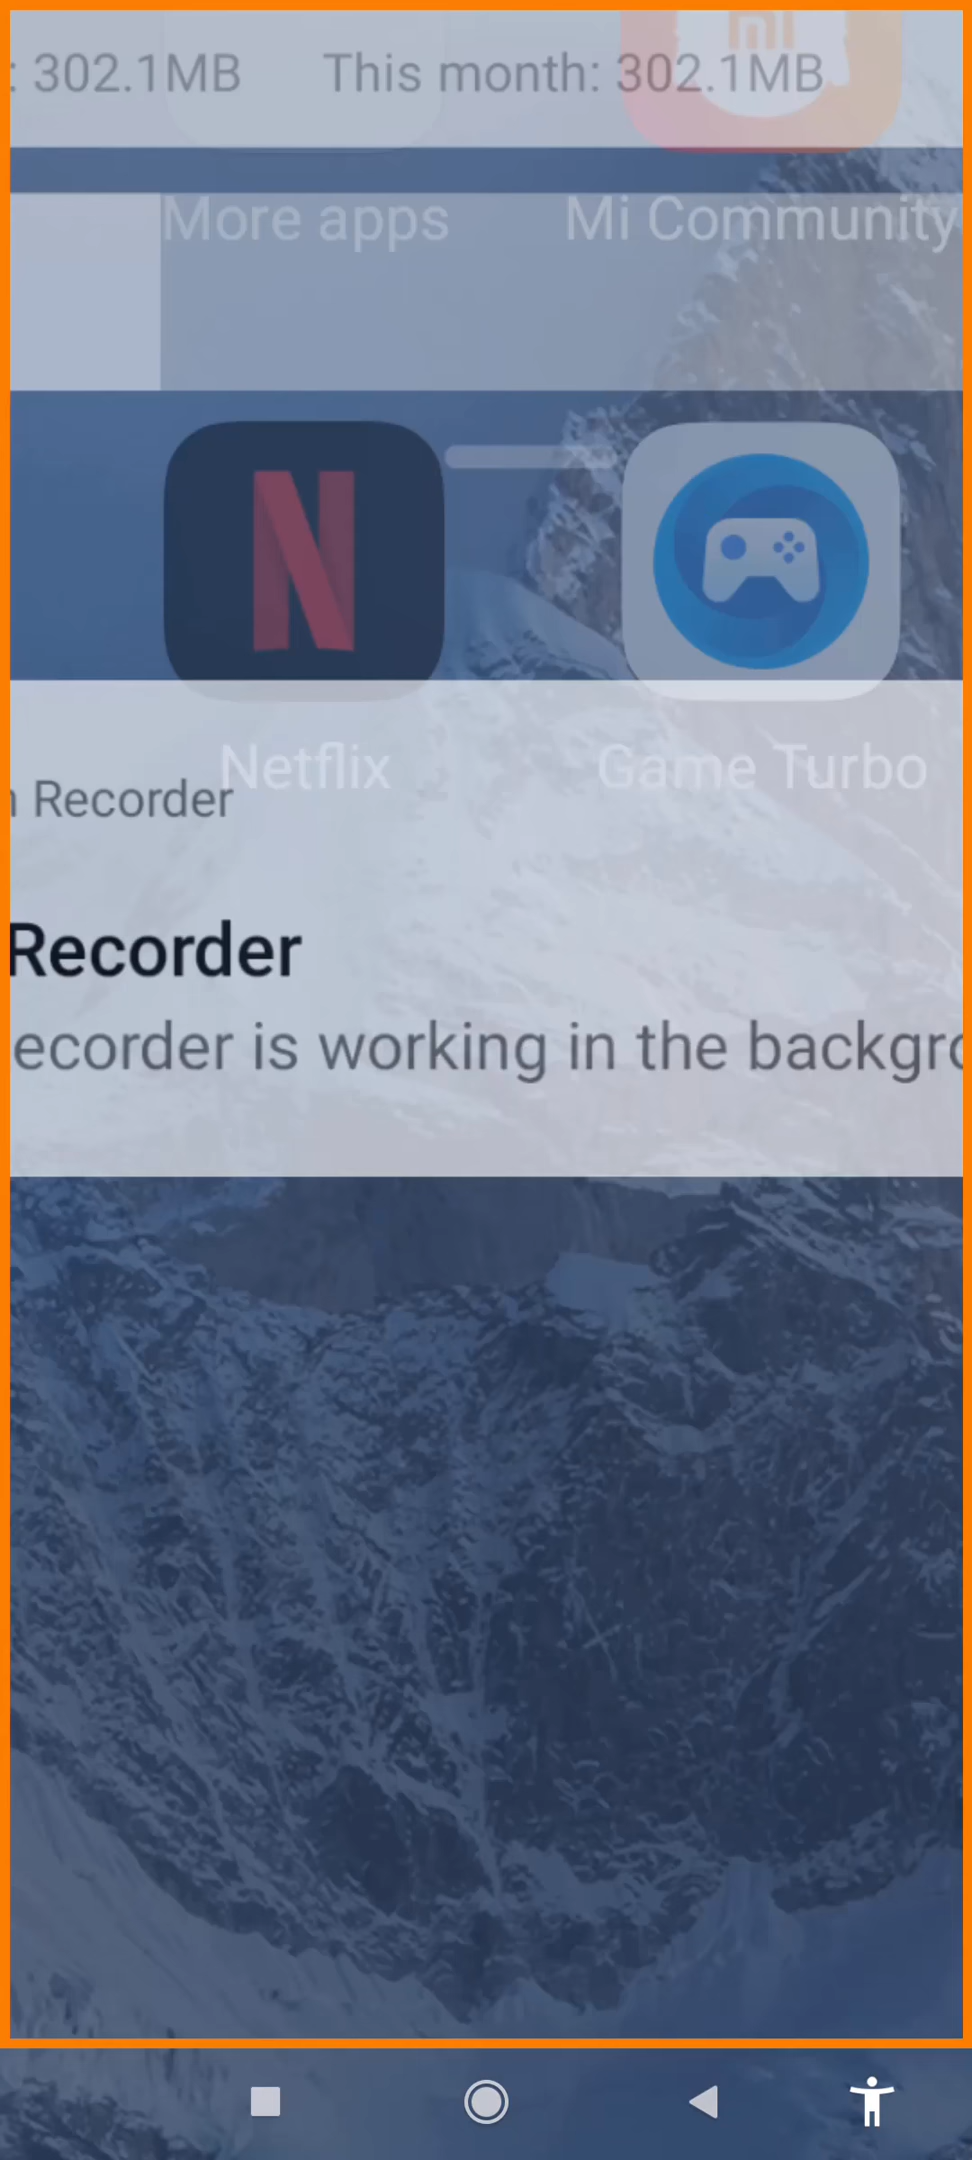 : 302.1MB This month: 302.1MB
More apps Mi Community
Netflix Game Turbo
Recorder
Recorder
ecorder is working in the backgro